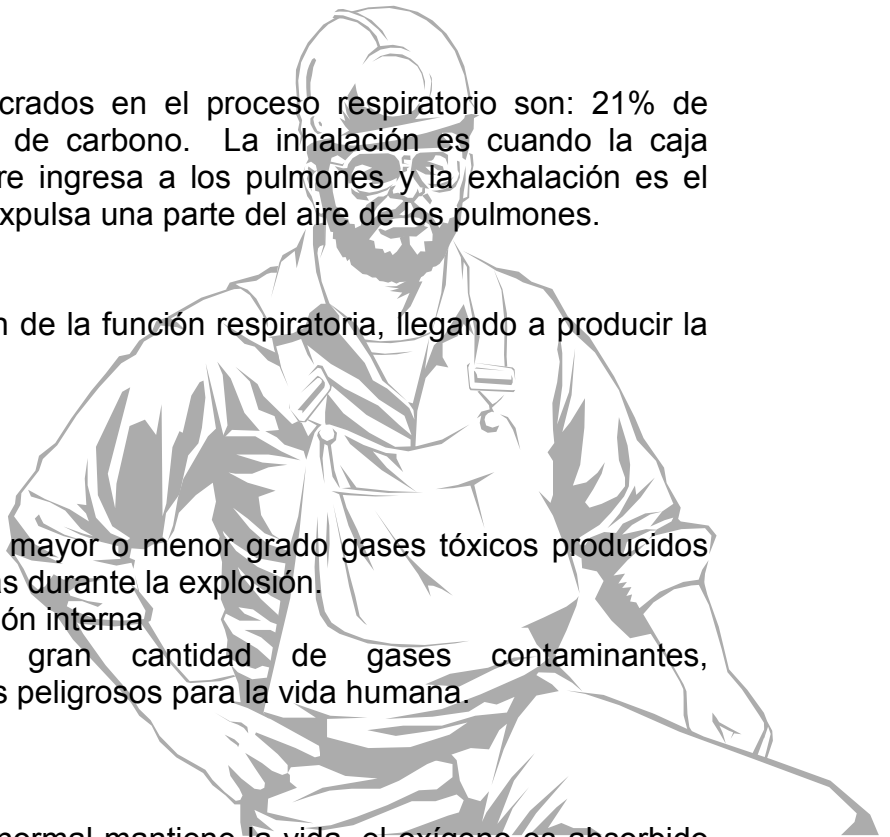 crados en el proceso respiratorio son: 21% de
de carbono. La inhalación es cuando la caja
re ingresa a los pulmones y la exhalación es el
xpulsa una parte del aire de los pulmones.
n de la función respiratoria, llegando a producir la
mayor o menor grado gases tóxicos producidos
as durante la explosión.
ón interna
gran cantidad de gases contaminantes,
s peligrosos para la vida humana.
normal mantiene la vida, el oxígeno es absorbido